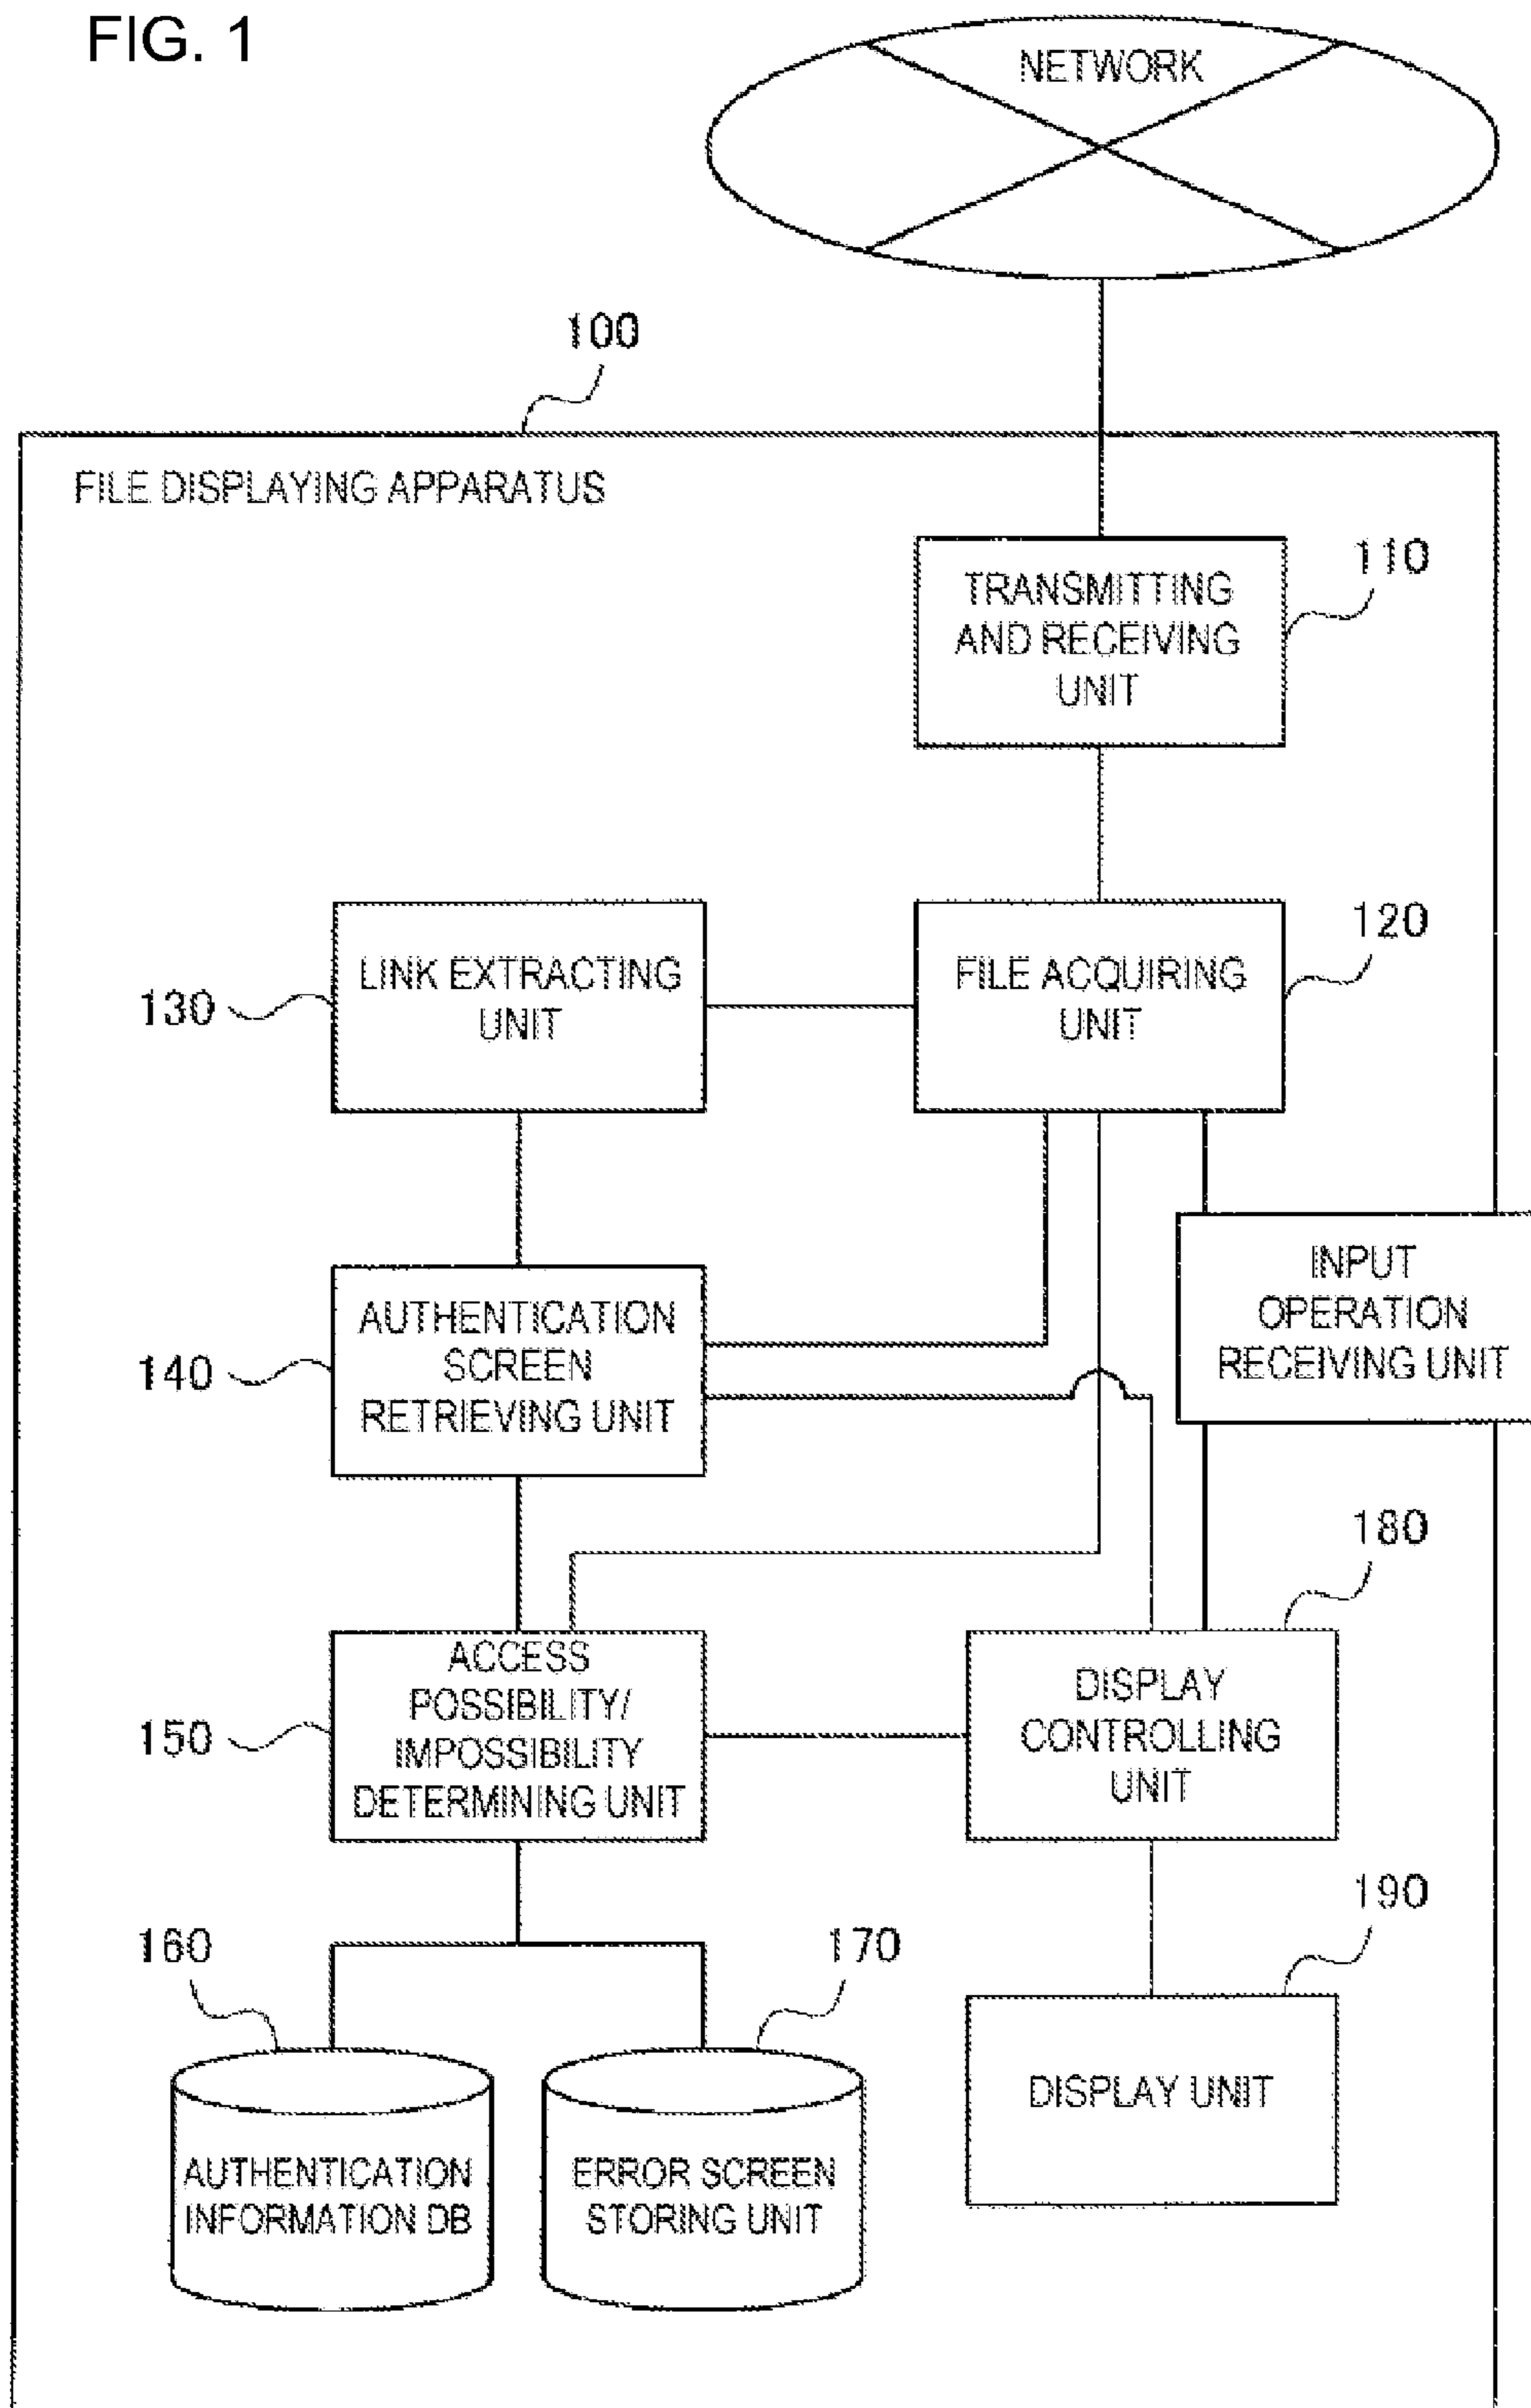 FIG. 1
NETWORK
100
FILE DISPLAYING APPARATUS
110
TRANSMITTING
AND RECEIVING
UNIT
120
LINK EXTRACTING
UNIT
FILE ACQUIRING
UNIT
130
INPUT
OPERATION
RECEIVING UNIT
AUTHENTICATION
SCREEN
RETRIEVING UNIT
140
180
ACCESS
POSSIBILITY/
IMPOSSIBILITY
DETERMINING UNIT
DISPLAY
CONTROLLING
UNIT
150
190
160
170
DISPLAY UNIT
AUTHENTICATION
INFORMATION DB
ERROR SCREEN
STORING UNIT